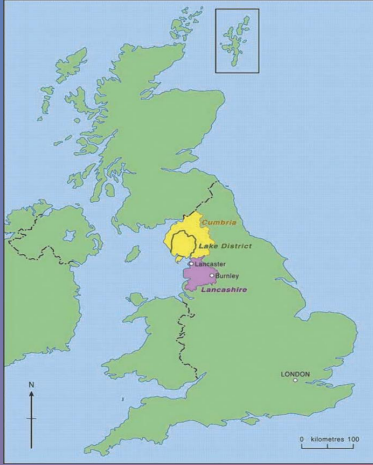 Cumbria
Lake District
Lancaster
Burnley
Lancashire
LONDON
N
0 kilometres 100